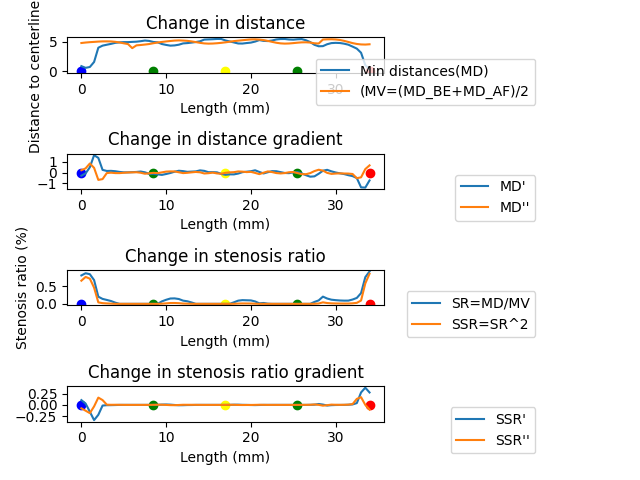 Change in distance
Distance to centerline
5
0
0
10
20
30
Length (mm)
Min distances(MD)
(MV=(MD_BE+MD_AF)/2
Change in distance gradient
1
0
−1
0
10
20
30
Length (mm)
MD'
MD''
Change in stenosis ratio
Stenosis ratio (%)
0.5
0.0
0
10
20
30
Length (mm)
SR=MD/MV
SSR=SR^2
Change in stenosis ratio gradient
0.25
0.00
−0.25
0
10
20
30
Length (mm)
SSR'
SSR''